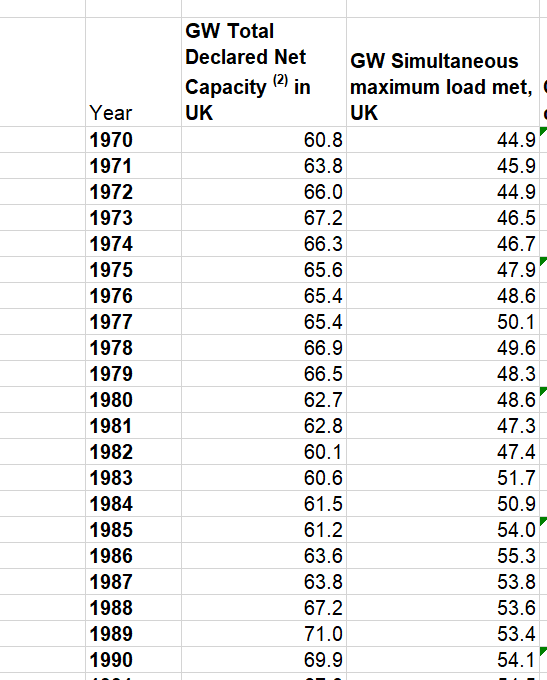 GW Total
Declared Net
Capacity (2) in
UK
GW Simultaneous
maximum load met,
UK
Year
1970 60.8 44.9
1971 63.8 45.9
1972 66.0 44.9
1973 67.2 46.5
1974 66.3 46.7
1975 65.6 47.9
1976 65.4 48.6
1977 65.4 50.1
1978 66.9 49.6
1979 66.5 48.3
1980 62.7 48.6
1981 62.8 47.3
1982 60.1 47.4
1983 60.6 51.7
1984 61.5 50.9
1985 61.2 54.0
1986 63.6 55.3
1987 63.8 53.8
1988 67.2 53.6
1989 71.0 53.4
1990 69.9 54.1